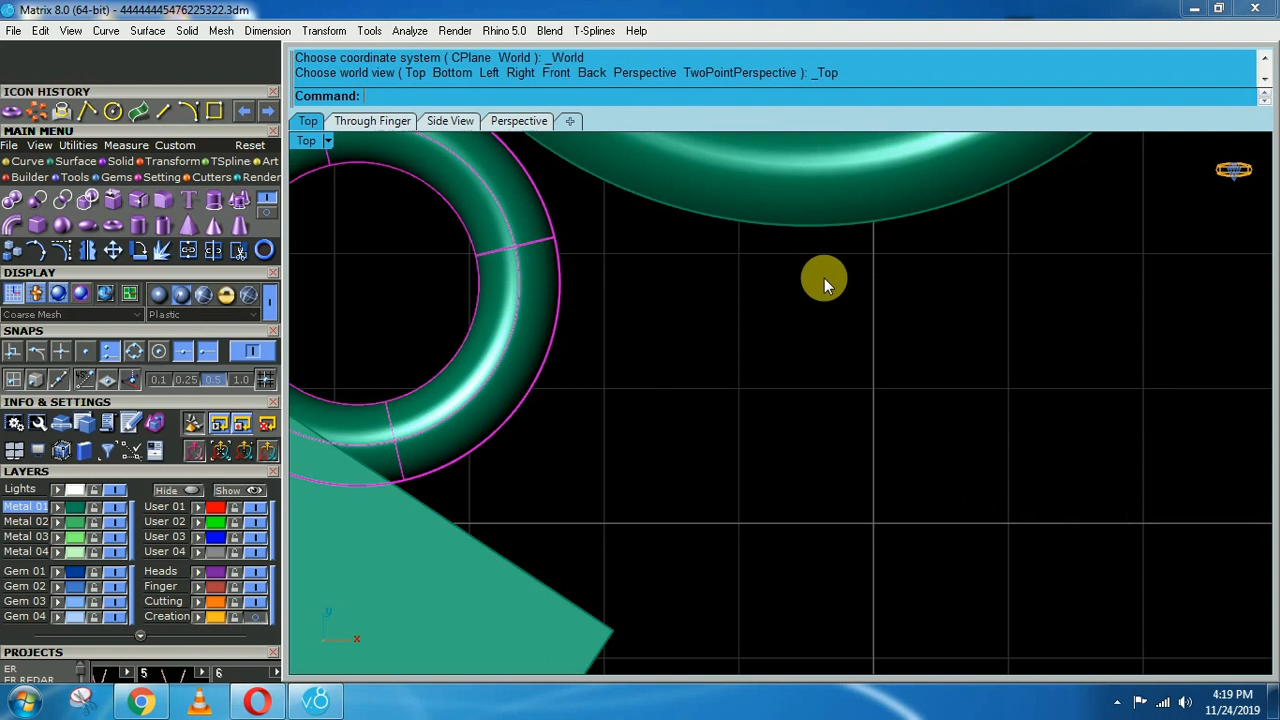 Matrix 8.0 (64-bit) - 44444445476225322.3dm
File Edit View Curve Surface Solid Mesh Dimension Transform Tools Analyze Render Rhino 5.0 Blend T-Splines Help
Choose coordinate system ( CPlane World ): _World
Choose world view ( Top Bottom Left Right Front Back Perspective TwoPointPerspective ): _Top
Command:
Top Through Finger Side View Perspective
Top
ICON HISTORY
MAIN MENU
File View Utilities Measure Custom Reset
Curve Surface Solid Transform TSpline Art
Builder Tools Gems Setting Cutters Render
DISPLAY
Coarse Mesh Plastic
SNAPS
0.1 0.25 0.5 1.0
INFO & SETTINGS
LAYERS
Lights Hide Show
Metal 01 User 01
Metal 02 User 02
Metal 03 User 03
Metal 04 User 04
Gem 01 Heads
Gem 02 Finger
Gem 03 Cutting
Gem 04 Creation
PROJECTS
ER
ER REDAR
5 6
y
x
4:19 PM
11/24/2019